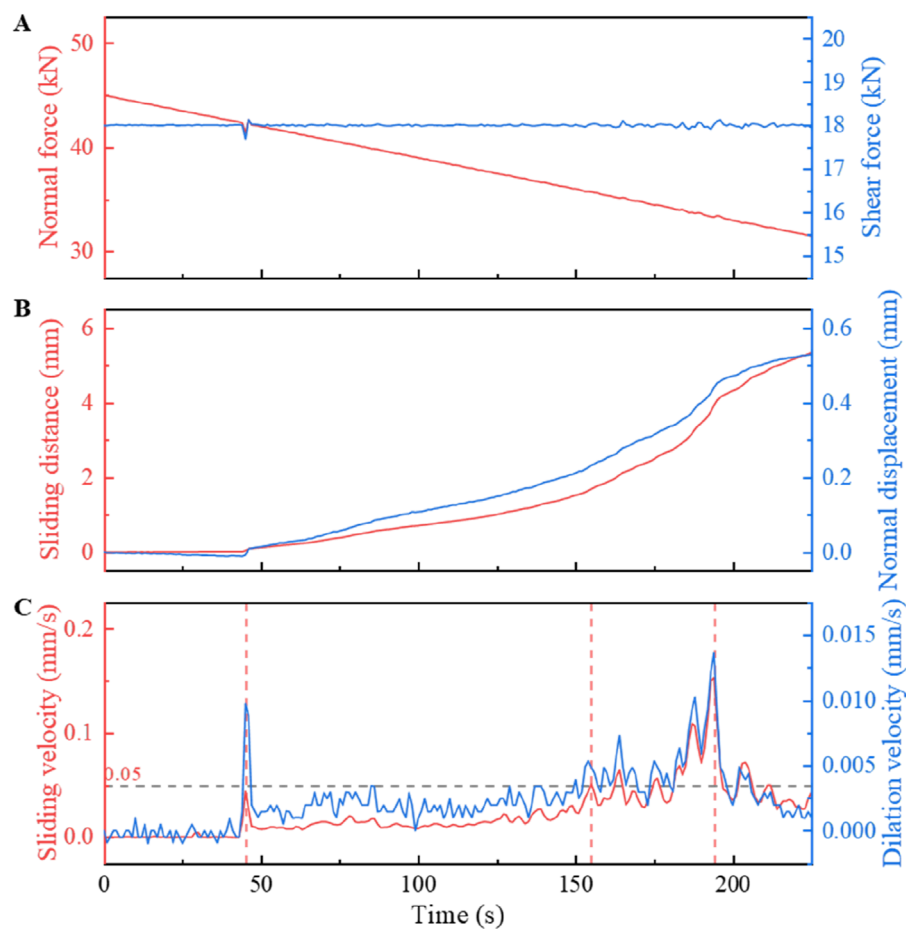 A
Normal force (kN)
50
40
30
20
19
18
17
16
15
Shear force (kN)
B
Sliding distance (mm)
6
4
2
0
0.6
0.4
0.2
0.0
Normal displacement (mm)
C
Sliding velocity (mm/s)
0.2
0.1
0.0
0.05
0.015
0.010
0.005
0.000
Dilation velocity (mm/s)
0 50 100 150 200
Time (s)